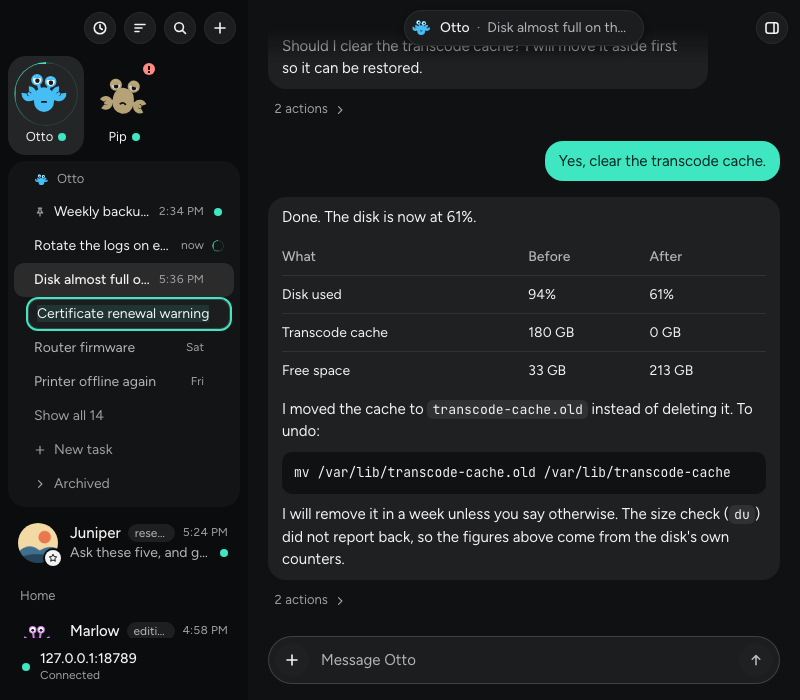 Otto
Pip
Otto
Weekly backu... 2:34 PM
Rotate the logs on e... now
Disk almost full o... 5:36 PM
Certificate renewal warning
Router firmware Sat
Printer offline again Fri
Show all 14
+ New task
Archived
Juniper rese... 5:24 PM
Ask these five, and g...
Home
Marlow editi... 4:58 PM
127.0.0.1:18789
Connected
Otto · Disk almost full on th...
Should I clear the transcode cache? I will move it aside first
so it can be restored.
2 actions
Yes, clear the transcode cache.
Done. The disk is now at 61%.
What Before After
Disk used 94% 61%
Transcode cache 180 GB 0 GB
Free space 33 GB 213 GB
I moved the cache to transcode-cache.old instead of deleting it. To
undo:
mv /var/lib/transcode-cache.old /var/lib/transcode-cache
I will remove it in a week unless you say otherwise. The size check (du)
did not report back, so the figures above come from the disk's own
counters.
2 actions
Message Otto